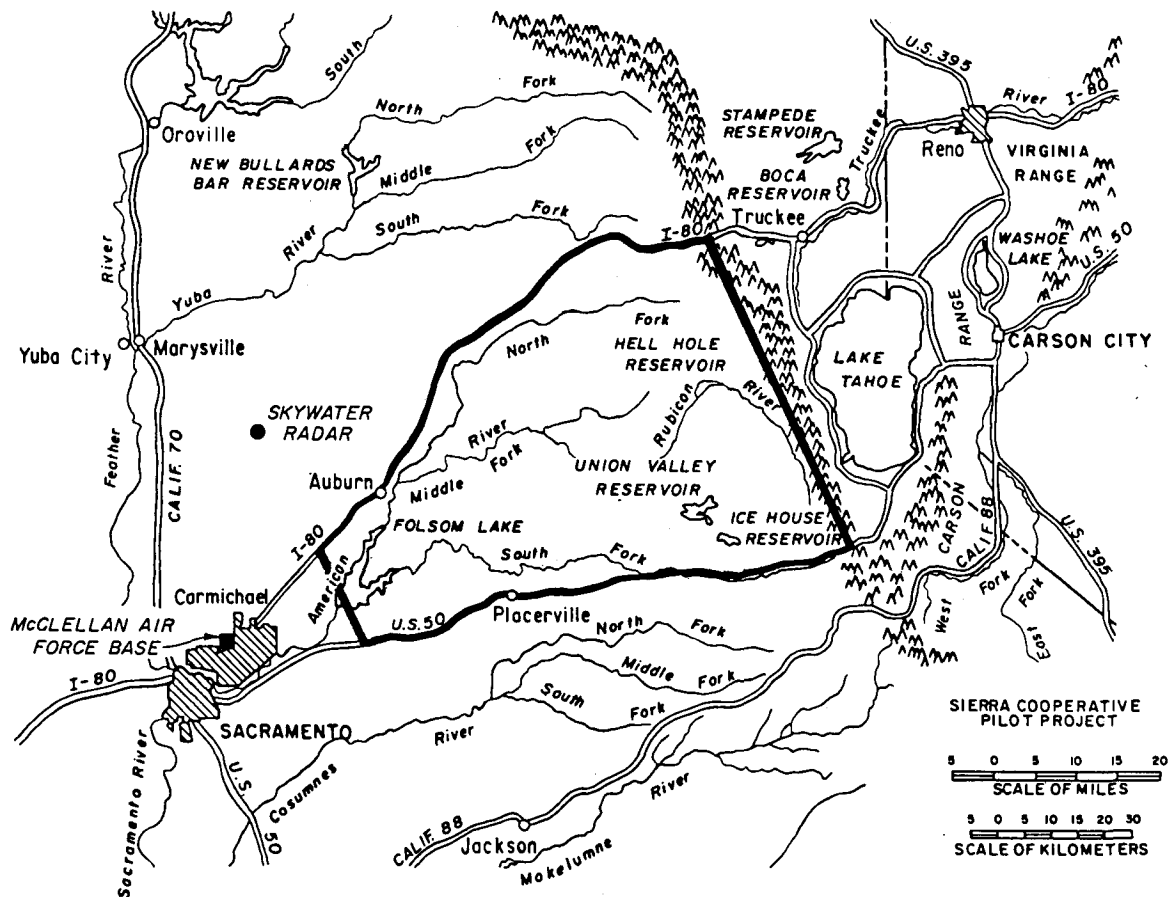 U.S. 395
South
Fork
North
River
I-80
STAMPEDE
RESERVOIR
Oroville
Fork
Truckee
Reno
VIRGINIA
RANGE
NEW BULLARDS
BAR RESERVOIR
Middle
BOCA
RESERVOIR
Fork
South
Truckee
River
River
I-80
WASHOE
LAKE
U.S. 50
Yuba
Yuba City
Marysville
North
Fork
HELL HOLE
RESERVOIR
RANGE
CARSON CITY
LAKE
TAHOE
SKYWATER
RADAR
Rubicon
River
Feather
CALIF. 70
River
Fork
Middle
UNION VALLEY
RESERVOIR
Auburn
CARSON
CALIF 88
FOLSOM LAKE
ICE HOUSE
RESERVOIR
U.S. 395
I-80
South
Fork
American
Carmichael
Placerville
West
Fork
East
Fork
McCLELLAN AIR
FORCE BASE
U.S. 50
North
Fork
Middle
Fork
I-80
South
Fork
SACRAMENTO
River
SIERRA COOPERATIVE
PILOT PROJECT
Sacramento River
U.S.
50
Cosumnes
River
5 0 5 10 15 20
SCALE OF MILES
CALIF. 88
Jackson
Mokelumne
5 0 5 10 15 20 30
SCALE OF KILOMETERS